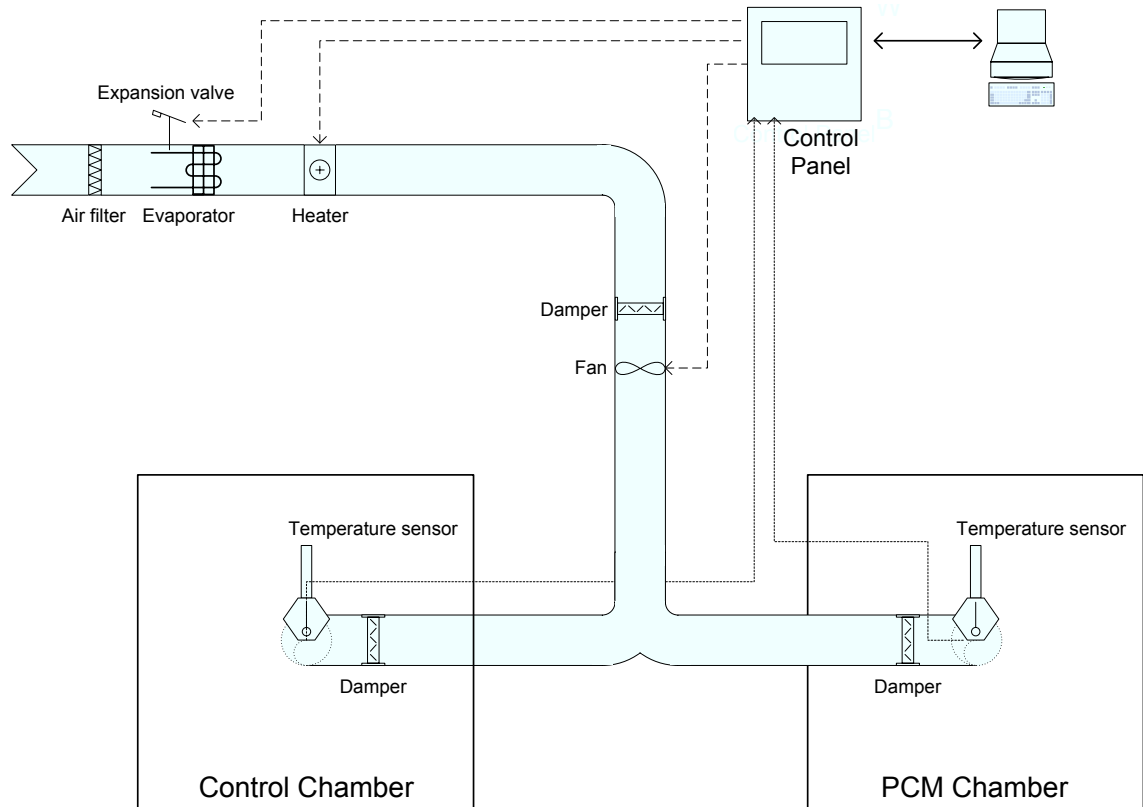 Expansion valve
Control
Panel
Air filter
Evaporator
Heater
Damper
Fan
Temperature sensor
Temperature sensor
Damper
Damper
Control Chamber
PCM Chamber